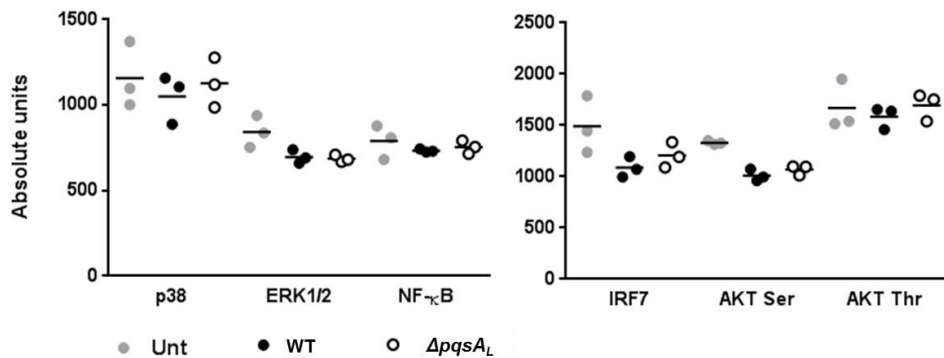 Absolute units
1500
1000
500
0
p38
ERK1/2
NF-κB
2500
2000
1500
1000
500
0
IRF7
AKT Ser
AKT Thr
Unt
WT
ΔpqsA_L